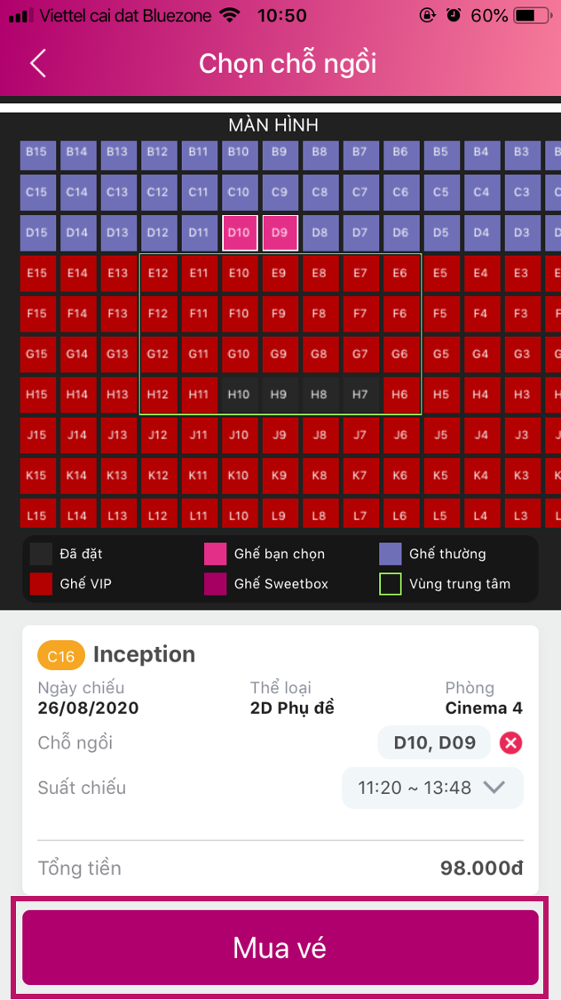 Viettel cai dat Bluezone 10:50 60%
Chọn chỗ ngồi
MÀN HÌNH
B15 B14 B13 B12 B11 B10 B9 B8 B7 B6 B5 B4 B3
C15 C14 C13 C12 C11 C10 C9 C8 C7 C6 C5 C4 C3
D15 D14 D13 D12 D11 D10 D9 D8 D7 D6 D5 D4 D3
E15 E14 E13 E12 E11 E10 E9 E8 E7 E6 E5 E4 E3
F15 F14 F13 F12 F11 F10 F9 F8 F7 F6 F5 F4 F3
G15 G14 G13 G12 G11 G10 G9 G8 G7 G6 G5 G4 G3
H15 H14 H13 H12 H11 H10 H9 H8 H7 H6 H5 H4 H3
J15 J14 J13 J12 J11 J10 J9 J8 J7 J6 J5 J4 J3
K15 K14 K13 K12 K11 K10 K9 K8 K7 K6 K5 K4 K3
L15 L14 L13 L12 L11 L10 L9 L8 L7 L6 L5 L4 L3
Đã đặt Ghế bạn chọn Ghế thường
Ghế VIP Ghế Sweetbox Vùng trung tâm
C16 Inception
Ngày chiếu Thể loại Phòng
26/08/2020 2D Phụ đề Cinema 4
Chỗ ngồi D10, D09
Suất chiếu 11:20 ~ 13:48
Tổng tiền 98.000đ
Mua vé